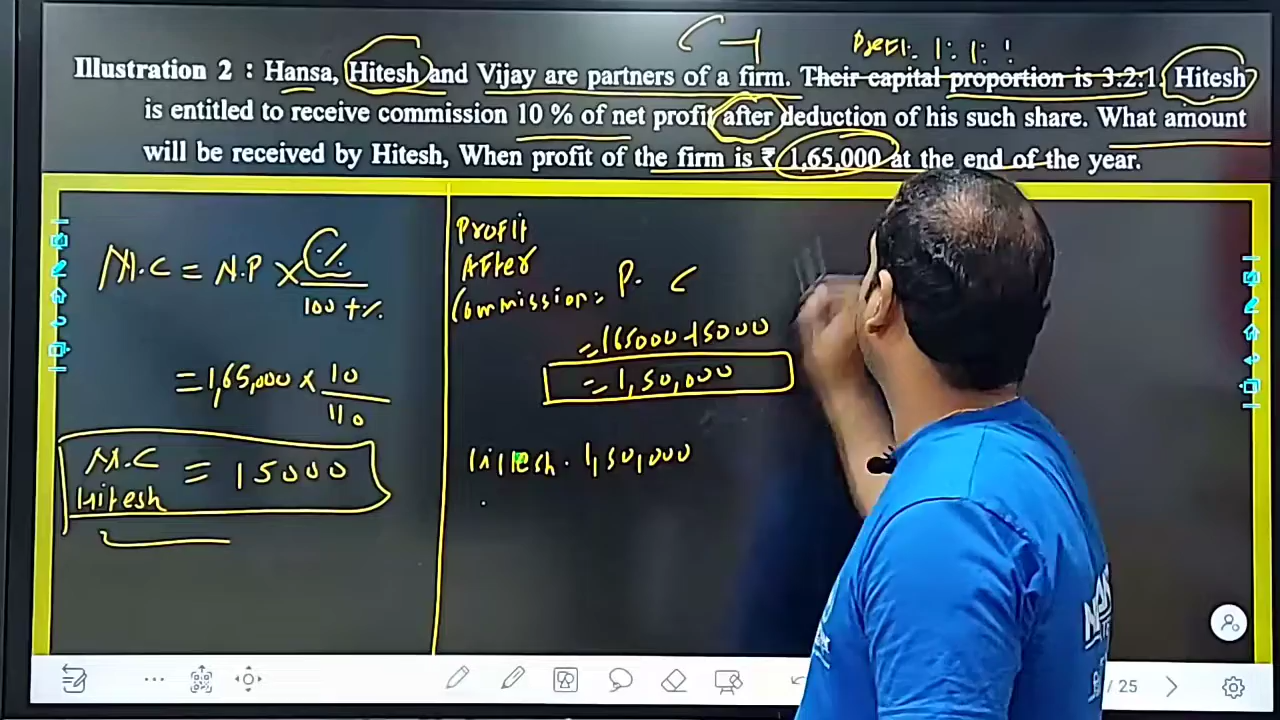 C -1
Profit: 1:1:1
Illustration 2 : Hansa, Hitesh and Vijay are partners of a firm. Their capital proportion is 3:2:1. Hitesh
is entitled to receive commission 10 % of net profit after deduction of his such share. What amount
will be received by Hitesh, When profit of the firm is ₹ 1,65,000 at the end of the year.
M.C = N.P × C% / 100 + %
= 1,65,000 × 10 / 110
M.C Hitesh = 15000
Profit
After
Commission = P - C
= 165000 - 15000
= 1,50,000
Hitesh . 1,50,000
/ 25